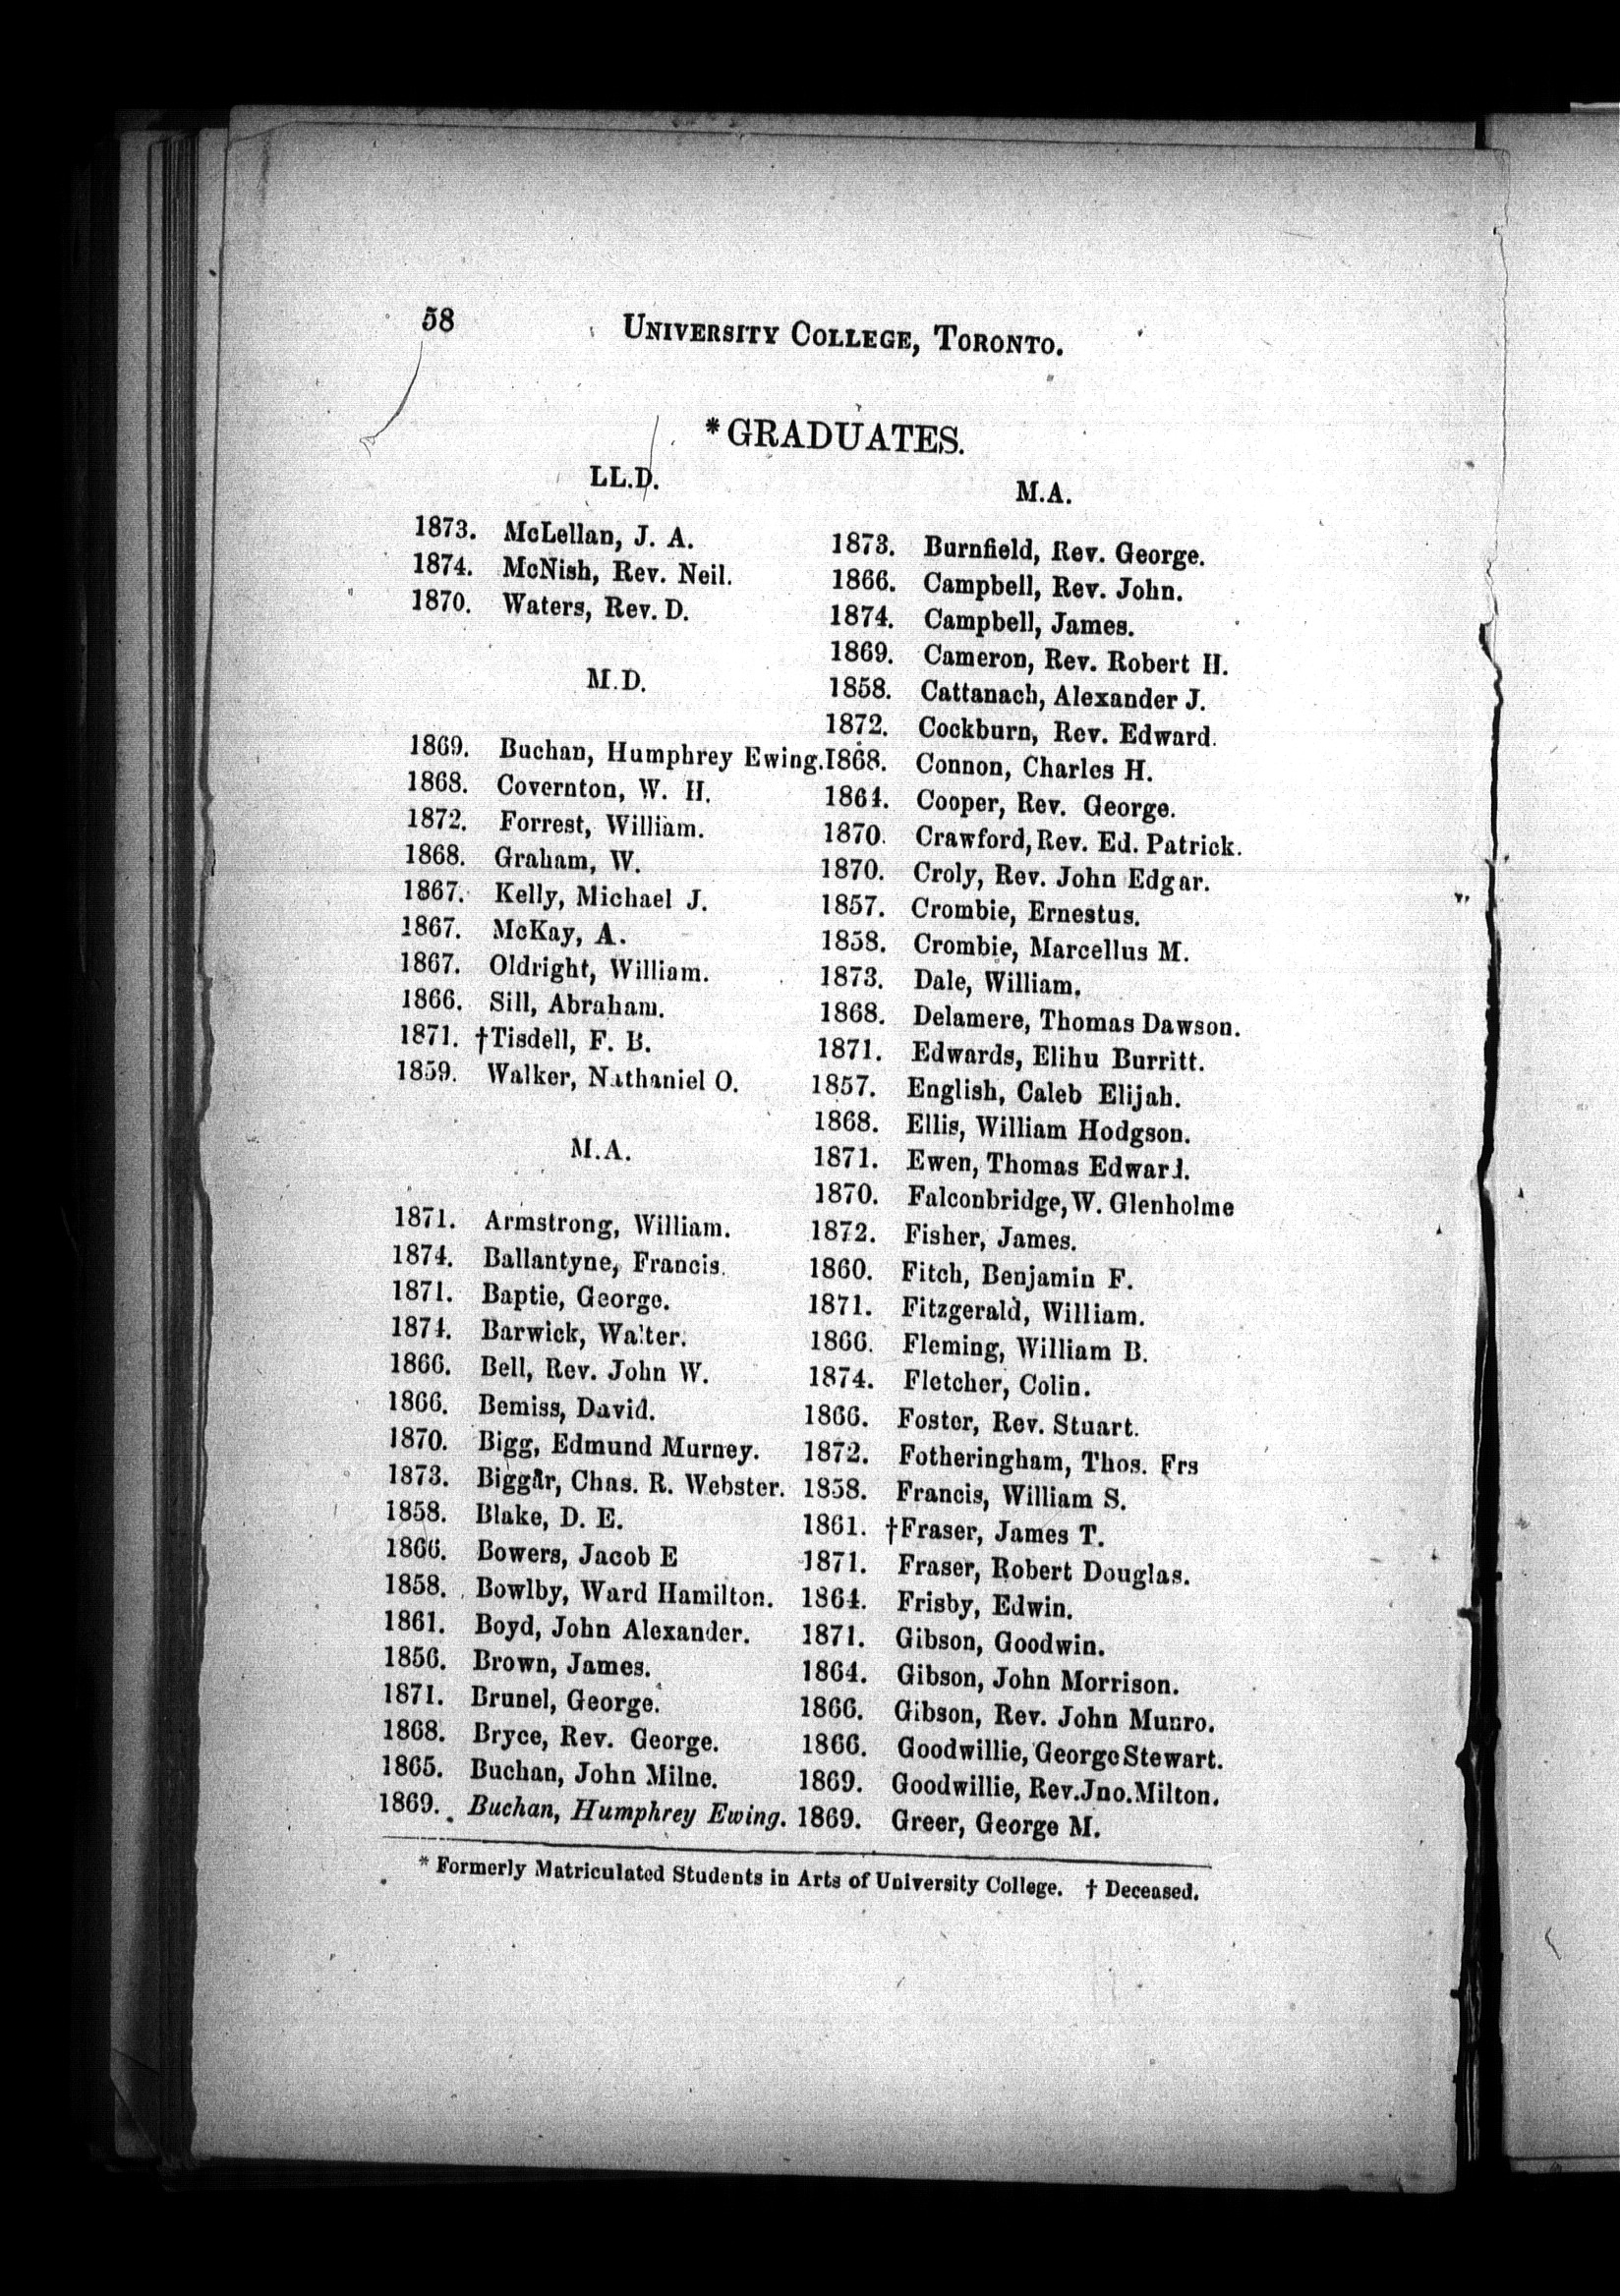 58
UNIVERSITY COLLEGE, TORONTO.
*GRADUATES.
LL.D.
1873. McLellan, J. A.
1874. McNish, Rev. Neil.
1870. Waters, Rev. D.
M.D.
1869. Buchan, Humphrey Ewing.
1868. Covernton, W. H.
1872. Forrest, William.
1868. Graham, W.
1867. Kelly, Michael J.
1867. McKay, A.
1867. Oldright, William.
1866. Sill, Abraham.
1871. †Tisdell, F. B.
1859. Walker, Nathaniel O.
M.A.
1871. Armstrong, William.
1874. Ballantyne, Francis.
1871. Baptie, George.
1874. Barwick, Walter.
1866. Bell, Rev. John W.
1866. Bemiss, David.
1870. Bigg, Edmund Murney.
1873. Biggar, Chas. R. Webster.
1858. Blake, D. E.
1866. Bowers, Jacob E
1858. Bowlby, Ward Hamilton.
1861. Boyd, John Alexander.
1856. Brown, James.
1871. Brunel, George.
1868. Bryce, Rev. George.
1865. Buchan, John Milne.
1869. Buchan, Humphrey Ewing.
M.A.
1873. Burnfield, Rev. George.
1866. Campbell, Rev. John.
1874. Campbell, James.
1869. Cameron, Rev. Robert H.
1858. Cattanach, Alexander J.
1872. Cockburn, Rev. Edward.
1868. Connon, Charles H.
1864. Cooper, Rev. George.
1870. Crawford, Rev. Ed. Patrick.
1870. Croly, Rev. John Edgar.
1857. Crombie, Ernestus.
1858. Crombie, Marcellus M.
1873. Dale, William.
1868. Delamere, Thomas Dawson.
1871. Edwards, Elihu Burritt.
1857. English, Caleb Elijah.
1868. Ellis, William Hodgson.
1871. Ewen, Thomas Edward.
1870. Falconbridge, W. Glenholme
1872. Fisher, James.
1860. Fitch, Benjamin F.
1871. Fitzgerald, William.
1866. Fleming, William B.
1874. Fletcher, Colin.
1866. Foster, Rev. Stuart.
1872. Fotheringham, Thos. Frs
1858. Francis, William S.
1861. †Fraser, James T.
1871. Fraser, Robert Douglas.
1864. Frisby, Edwin.
1871. Gibson, Goodwin.
1864. Gibson, John Morrison.
1866. Gibson, Rev. John Munro.
1866. Goodwillie, George Stewart.
1869. Goodwillie, Rev. Jno. Milton.
1869. Greer, George M.
* Formerly Matriculated Students in Arts of University College. † Deceased.